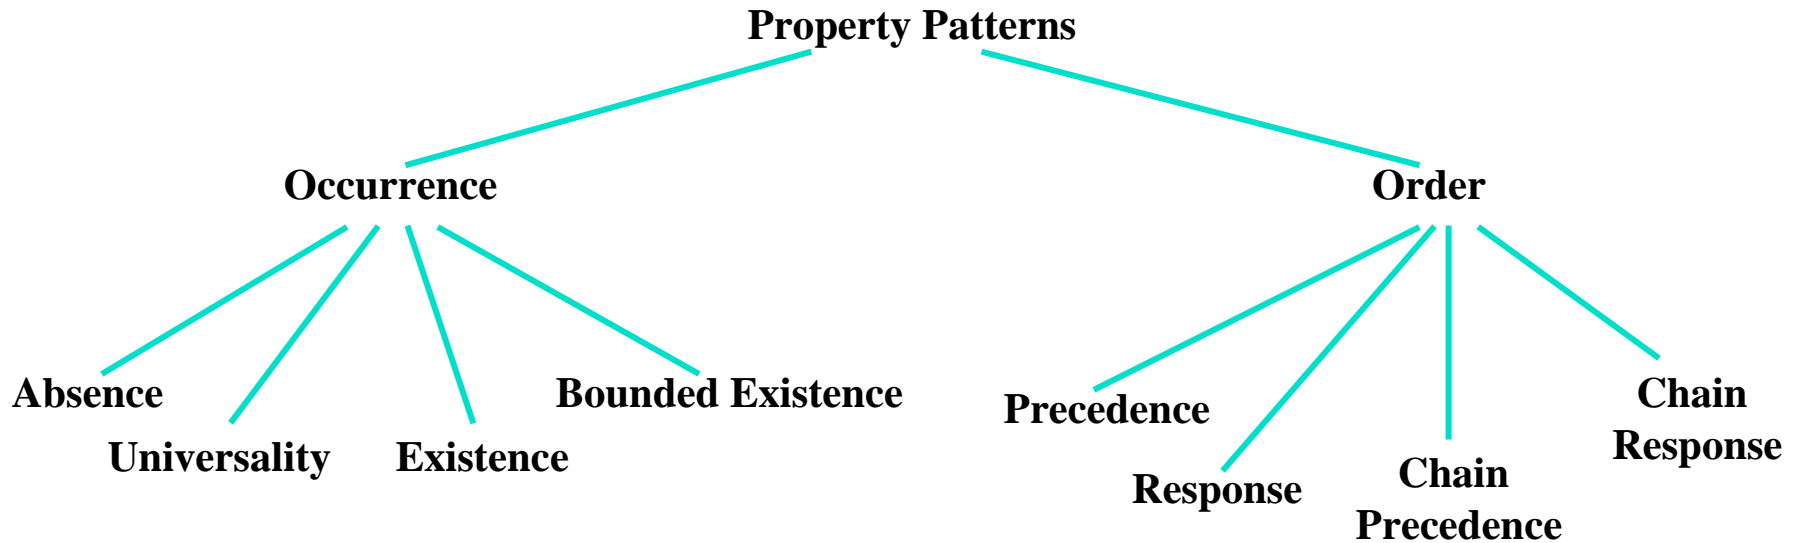 Property Patterns
Occurrence
Order
Absence
Universality
Existence
Bounded Existence
Precedence
Response
Chain
Precedence
Chain
Response